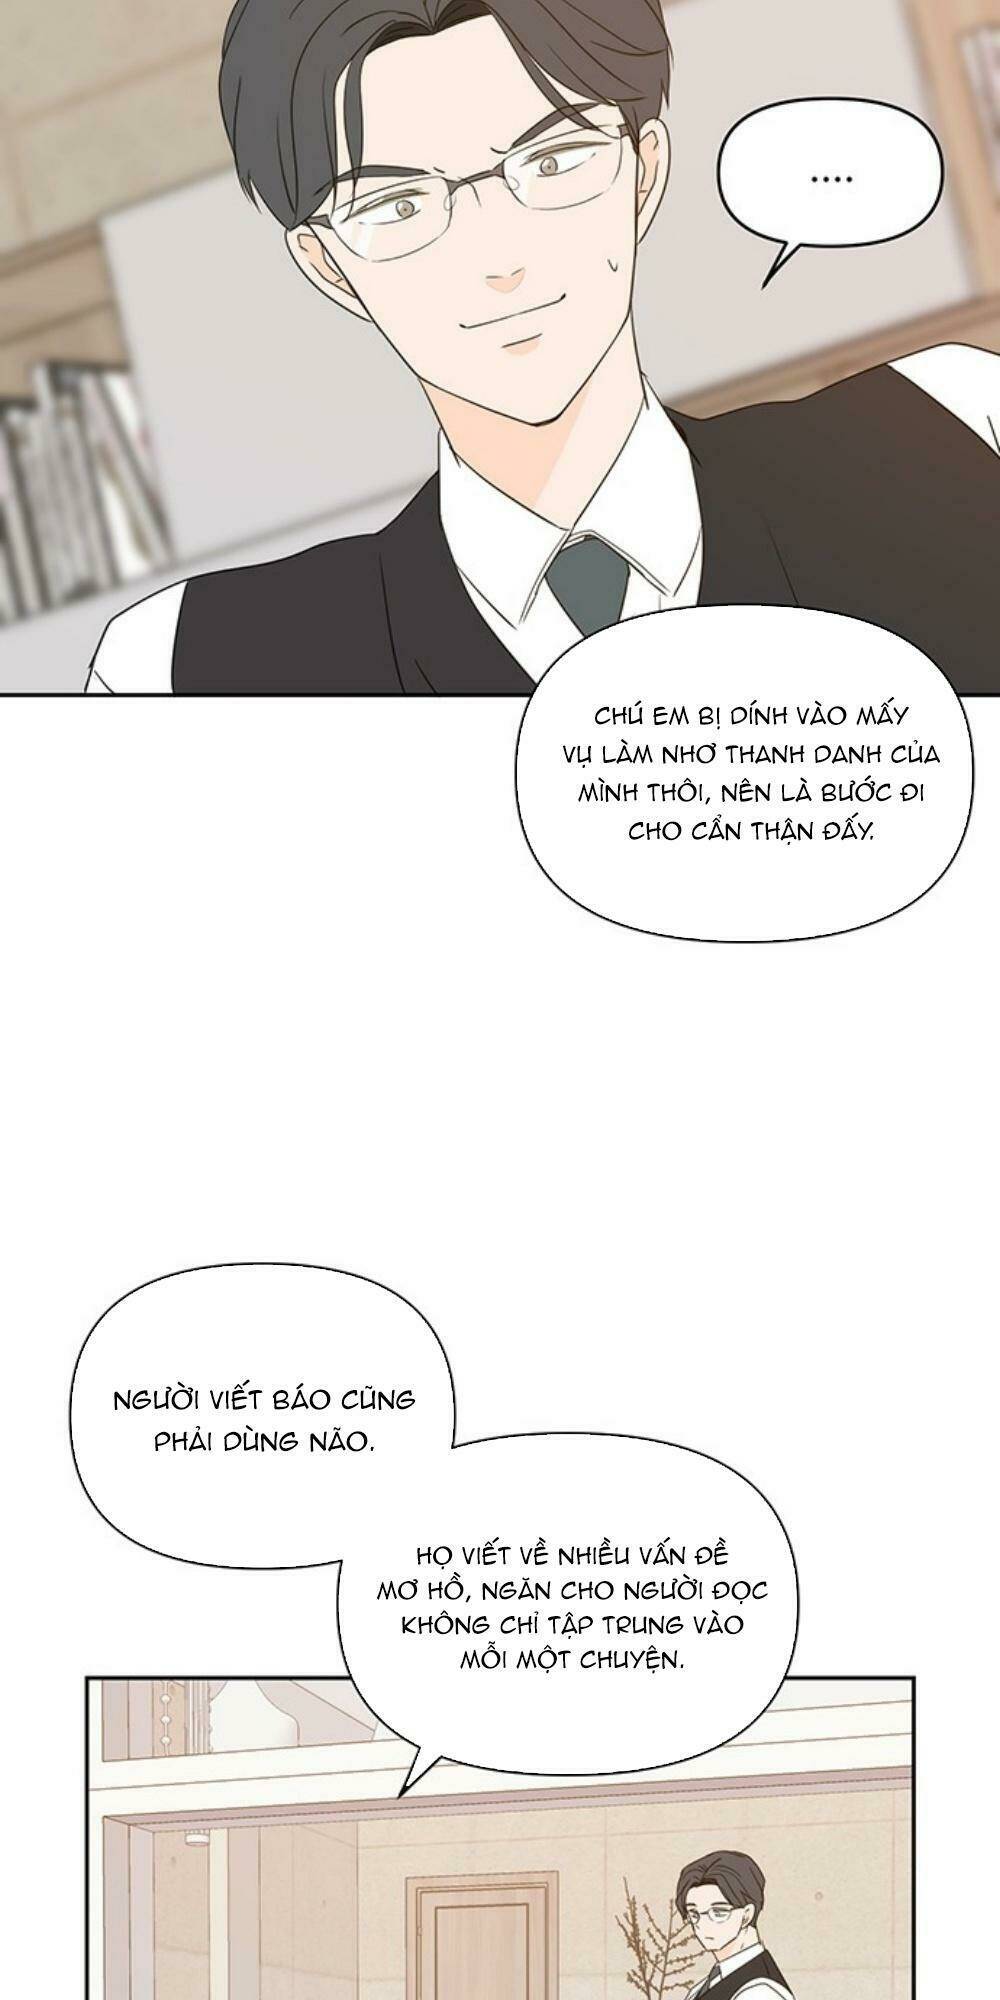 ....
CHÚ EM BỊ DÍNH VÀO MẤY
VỤ LÀM NHƠ THANH DANH CỦA
MÌNH THÔI, NÊN LÀ BƯỚC ĐI
CHO CẨN THẬN ĐẤY.
NGƯỜI VIẾT BÁO CŨNG
PHẢI DÙNG NÃO.
HỌ VIẾT VỀ NHIỀU VẤN ĐỀ
MƠ HỒ, NGĂN CHO NGƯỜI ĐỌC
KHÔNG CHỈ TẬP TRUNG VÀO
MỖI MỘT CHUYỆN.